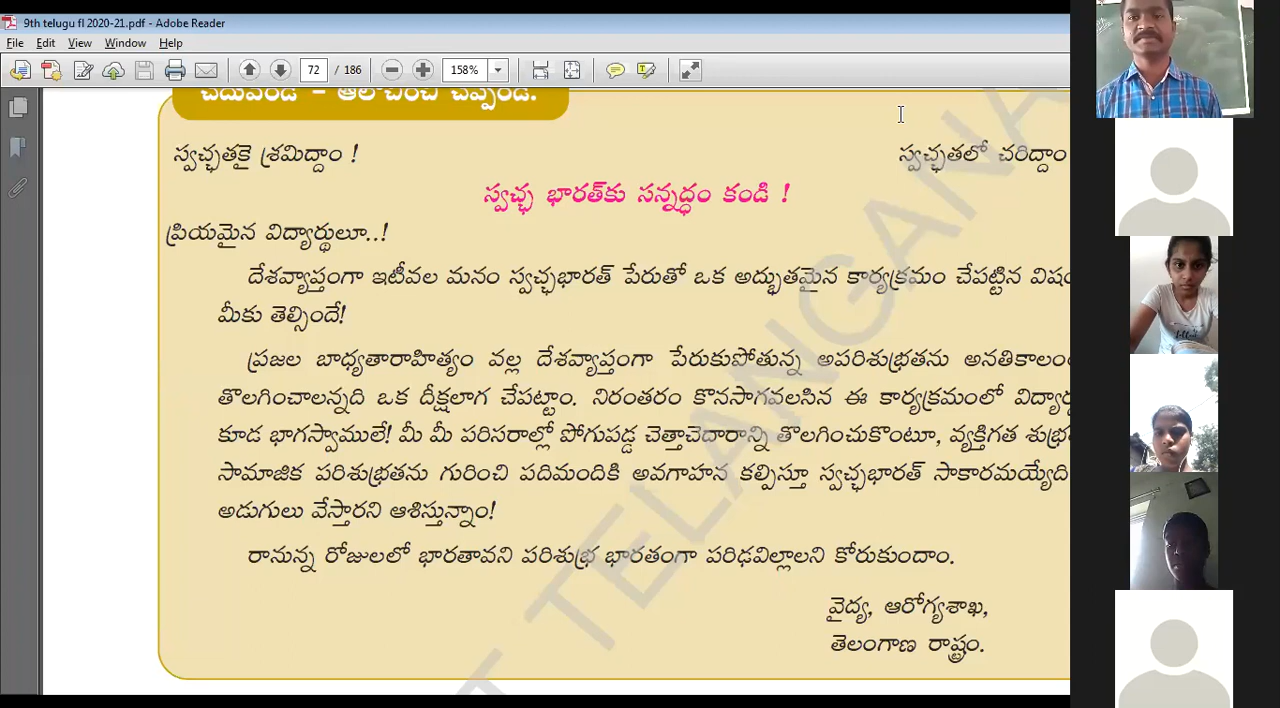 9th telugu fl 2020-21.pdf - Adobe Reader
File Edit View Window Help
72 / 186 158%
చదువండి – ఆలోచించి చెప్పండి.
స్వచ్ఛతకై శ్రమిద్దాం ! స్వచ్ఛతలో చరిద్దాం
స్వచ్ఛ భారత్‌కు సన్నద్ధం కండి !
ప్రియమైన విద్యార్థులూ..!
దేశవ్యాప్తంగా ఇటీవల మనం స్వచ్ఛభారత్ పేరుతో ఒక అద్భుతమైన కార్యక్రమం చేపట్టిన
మీకు తెల్సిందే!
ప్రజల బాధ్యతారాహిత్యం వల్ల దేశవ్యాప్తంగా పేరుకుపోతున్న అపరిశుభ్రతను
తొలగించాలన్నది ఒక దీక్షలాగ చేపట్టాం. నిరంతరం కొనసాగవలసిన ఈ కార్యక్రమంలో
కూడ భాగస్వాములే! మీ మీ పరిసరాల్లో పోగుపడ్డ చెత్తాచెదారాన్ని తొలగించుకొంటూ, వ్యక్తిగత
సామాజిక పరిశుభ్రతను గురించి పదిమందికి అవగాహన కల్పిస్తూ స్వచ్ఛభారత్ సాకారమయ్యేది
అడుగులు వేస్తారని ఆశిస్తున్నాం!
రానున్న రోజులలో భారతావని పరిశుభ్ర భారతంగా పరిఢవిల్లాలని కోరుకుందాం.
వైద్య, ఆరోగ్యశాఖ,
తెలంగాణ రాష్ట్రం.
TELANGANA